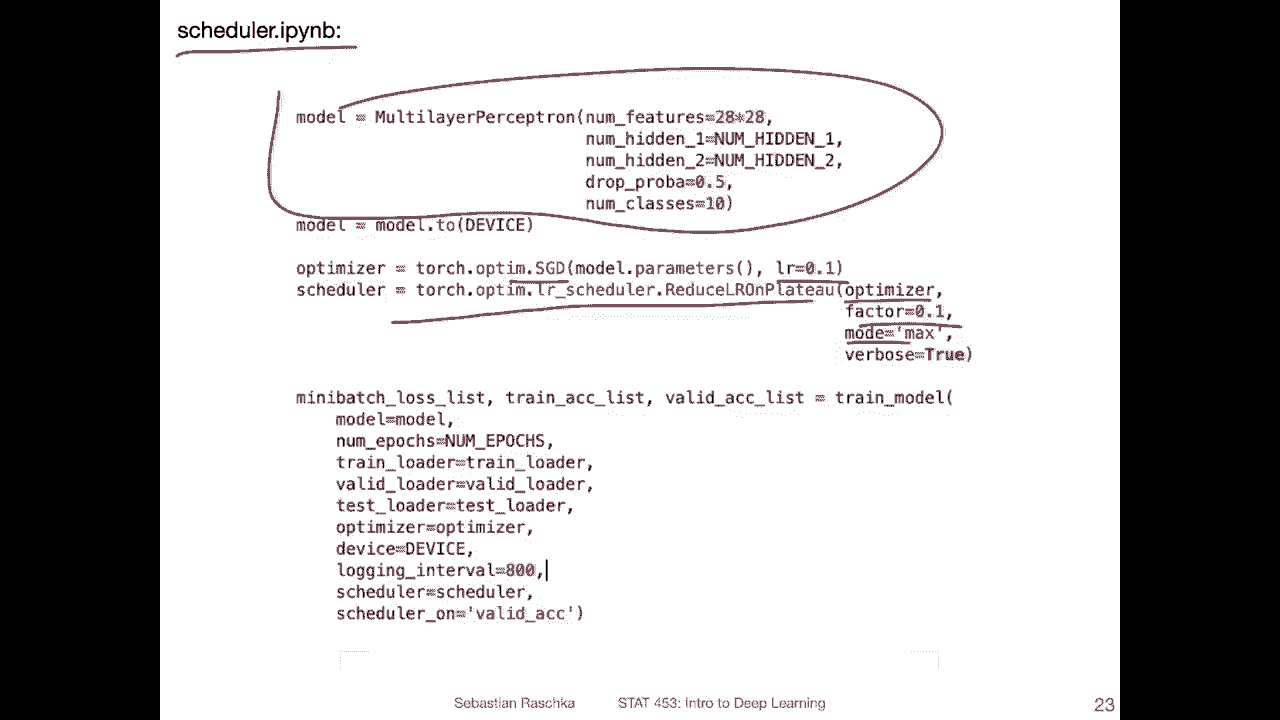 scheduler.ipynb:
model = MultilayerPerceptron(num_features=28*28,
num_hidden_1=NUM_HIDDEN_1,
num_hidden_2=NUM_HIDDEN_2,
drop_proba=0.5,
num_classes=10)
model = model.to(DEVICE)
optimizer = torch.optim.SGD(model.parameters(), lr=0.1)
scheduler = torch.optim.lr_scheduler.ReduceLROnPlateau(optimizer,
factor=0.1,
mode='max',
verbose=True)
minibatch_loss_list, train_acc_list, valid_acc_list = train_model(
model=model,
num_epochs=NUM_EPOCHS,
train_loader=train_loader,
valid_loader=valid_loader,
test_loader=test_loader,
optimizer=optimizer,
device=DEVICE,
logging_interval=800,
scheduler=scheduler,
scheduler_on='valid_acc')
Sebastian Raschka STAT 453: Intro to Deep Learning 23